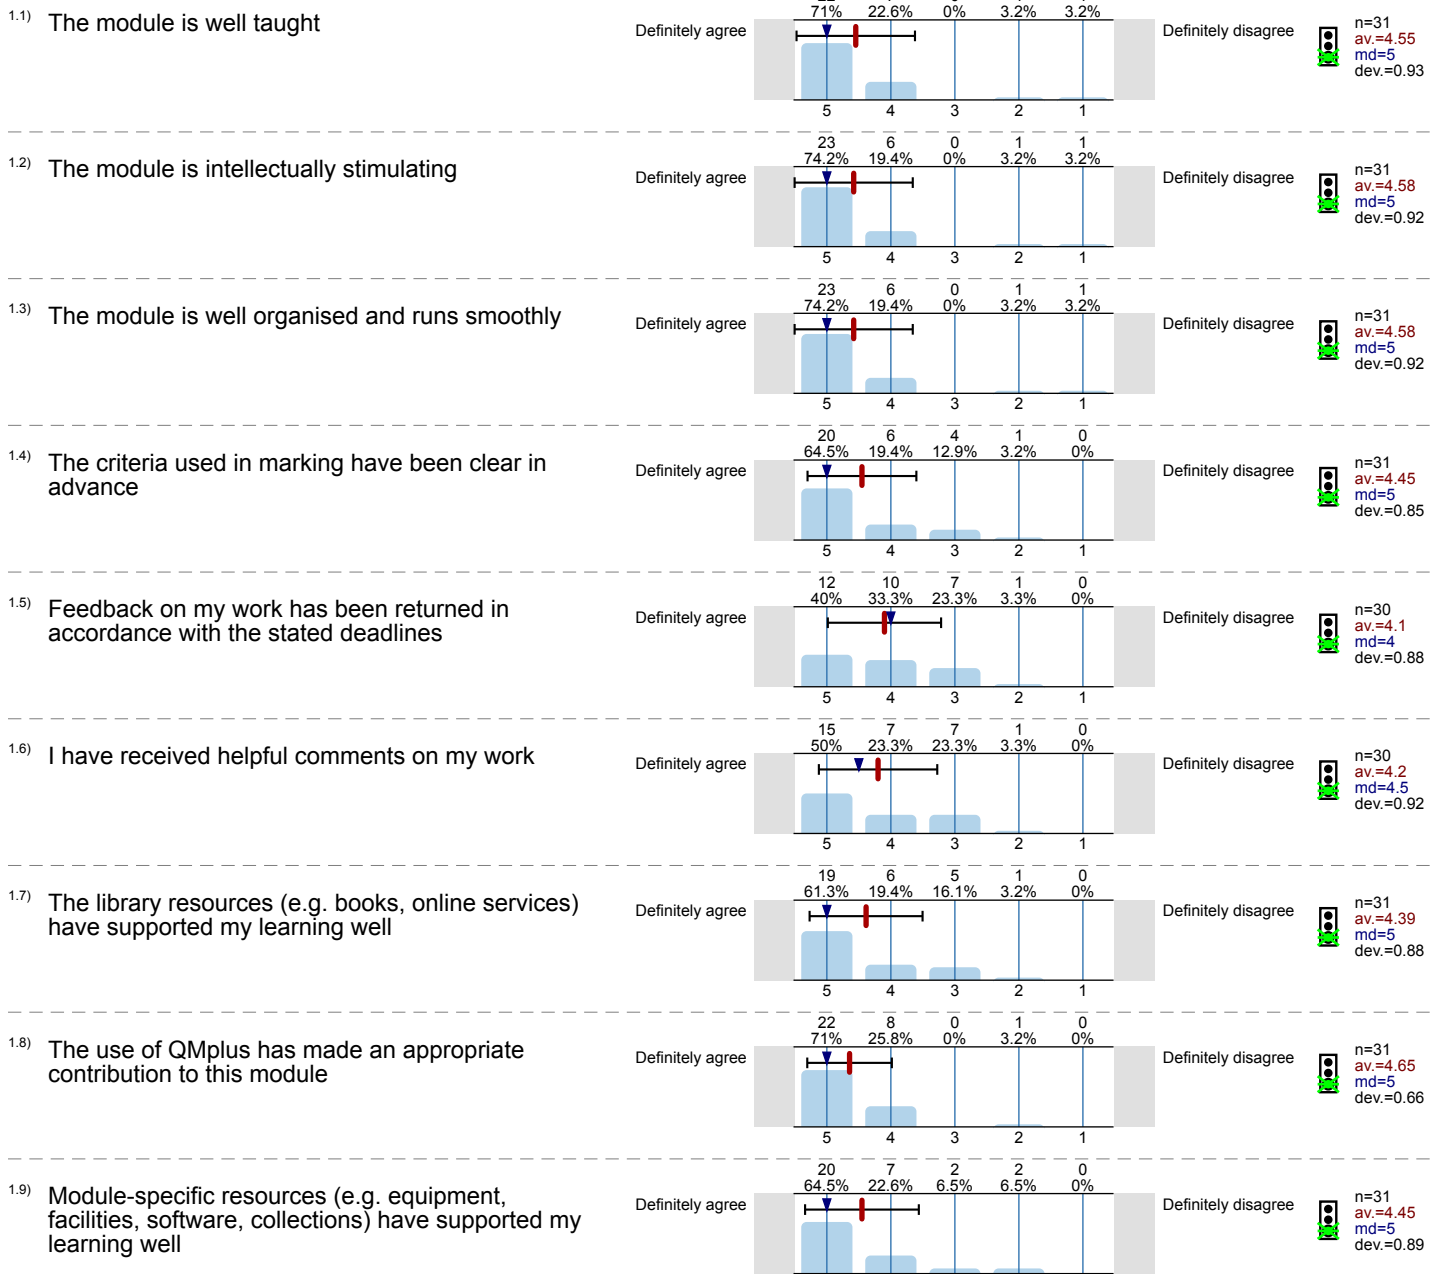 71% 22.6% 0% 3.2% 3.2%
1.1) The module is well taught Definitely agree Definitely disagree n=31
av.=4.55
md=5
dev.=0.93
5 4 3 2 1
23 6 0 1 1
74.2% 19.4% 0% 3.2% 3.2%
1.2) The module is intellectually stimulating Definitely agree Definitely disagree n=31
av.=4.58
md=5
dev.=0.92
5 4 3 2 1
23 6 0 1 1
74.2% 19.4% 0% 3.2% 3.2%
1.3) The module is well organised and runs smoothly Definitely agree Definitely disagree n=31
av.=4.58
md=5
dev.=0.92
5 4 3 2 1
20 6 4 1 0
64.5% 19.4% 12.9% 3.2% 0%
1.4) The criteria used in marking have been clear in Definitely agree Definitely disagree n=31
advance av.=4.45
md=5
dev.=0.85
5 4 3 2 1
12 10 7 1 0
40% 33.3% 23.3% 3.3% 0%
1.5) Feedback on my work has been returned in Definitely agree Definitely disagree n=30
accordance with the stated deadlines av.=4.1
md=4
dev.=0.88
5 4 3 2 1
15 7 7 1 0
50% 23.3% 23.3% 3.3% 0%
1.6) I have received helpful comments on my work Definitely agree Definitely disagree n=30
av.=4.2
md=4.5
dev.=0.92
5 4 3 2 1
19 6 5 1 0
61.3% 19.4% 16.1% 3.2% 0%
1.7) The library resources (e.g. books, online services) Definitely agree Definitely disagree n=31
have supported my learning well av.=4.39
md=5
dev.=0.88
5 4 3 2 1
22 8 0 1 0
71% 25.8% 0% 3.2% 0%
1.8) The use of QMplus has made an appropriate Definitely agree Definitely disagree n=31
contribution to this module av.=4.65
md=5
dev.=0.66
5 4 3 2 1
20 7 2 2 0
64.5% 22.6% 6.5% 6.5% 0%
1.9) Module-specific resources (e.g. equipment, Definitely agree Definitely disagree n=31
facilities, software, collections) have supported my av.=4.45
learning well md=5
dev.=0.89